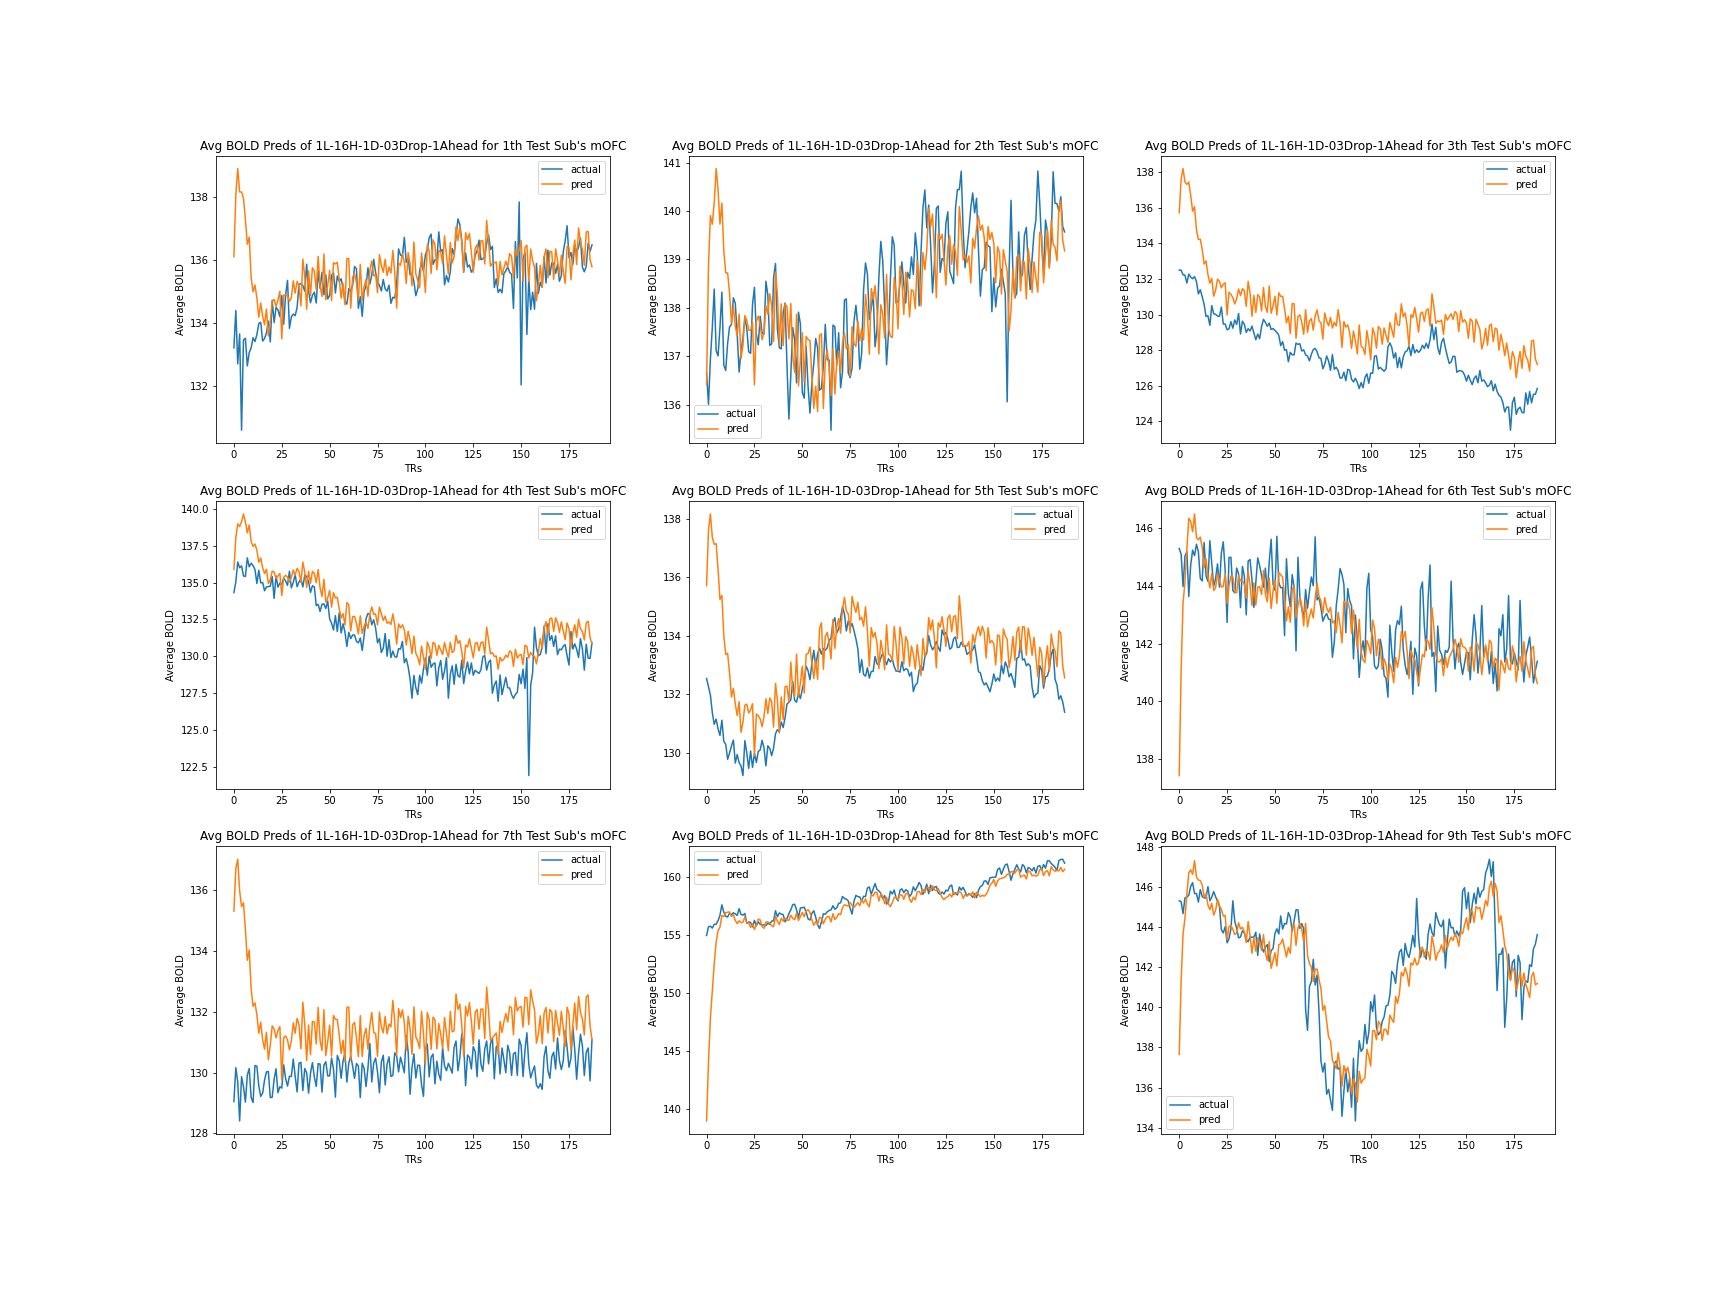 Avg BOLD Preds of 1L-16H-1D-03Drop-1Ahead for 1th Test Sub's mOFC
Average BOLD
138
136
134
132
actual
pred
0 25 50 75 100 125 150 175
TRs
Avg BOLD Preds of 1L-16H-1D-03Drop-1Ahead for 2th Test Sub's mOFC
Average BOLD
141
140
139
138
137
136
actual
pred
0 25 50 75 100 125 150 175
TRs
Avg BOLD Preds of 1L-16H-1D-03Drop-1Ahead for 3th Test Sub's mOFC
Average BOLD
138
136
134
132
130
128
126
124
actual
pred
0 25 50 75 100 125 150 175
TRs
Avg BOLD Preds of 1L-16H-1D-03Drop-1Ahead for 4th Test Sub's mOFC
Average BOLD
140.0
137.5
135.0
132.5
130.0
127.5
125.0
122.5
actual
pred
0 25 50 75 100 125 150 175
TRs
Avg BOLD Preds of 1L-16H-1D-03Drop-1Ahead for 5th Test Sub's mOFC
Average BOLD
138
136
134
132
130
actual
pred
0 25 50 75 100 125 150 175
TRs
Avg BOLD Preds of 1L-16H-1D-03Drop-1Ahead for 6th Test Sub's mOFC
Average BOLD
146
144
142
140
138
actual
pred
0 25 50 75 100 125 150 175
TRs
Avg BOLD Preds of 1L-16H-1D-03Drop-1Ahead for 7th Test Sub's mOFC
Average BOLD
136
134
132
130
128
actual
pred
0 25 50 75 100 125 150 175
TRs
Avg BOLD Preds of 1L-16H-1D-03Drop-1Ahead for 8th Test Sub's mOFC
Average BOLD
160
155
150
145
140
actual
pred
0 25 50 75 100 125 150 175
TRs
Avg BOLD Preds of 1L-16H-1D-03Drop-1Ahead for 9th Test Sub's mOFC
Average BOLD
148
146
144
142
140
138
136
134
actual
pred
0 25 50 75 100 125 150 175
TRs